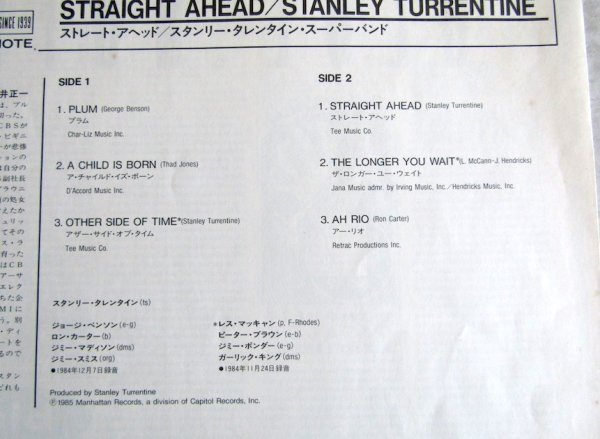 STRAIGHT AHEAD/STANLEY TURRENTINE
SINCE 1939
NOTE.
ストレート・アヘッド/スタンリー・タレンタイン・スーパーバンド
井正一
SIDE 1
1. PLUM (George Benson)
プラム
Char-Liz Music Inc.
2. A CHILD IS BORN (Thad Jones)
ア・チャイルド・イズ・ボーン
D'Accord Music Inc.
3. OTHER SIDE OF TIME*(Stanley Turrentine)
アザー・サイド・オブ・タイム
Tee Music Co.
SIDE 2
1. STRAIGHT AHEAD (Stanley Turrentine)
ストレート・アヘッド
Tee Music Co.
2. THE LONGER YOU WAIT*(L. McCann-J. Hendricks)
ザ・ロンガー・ユー・ウェイト
Jana Music admr. by Irving Music, Inc./Hendricks Music, Inc.
3. AH RIO (Ron Carter)
アー・リオ
Retrac Productions Inc.
スタンリー・タレンタイン(ts)
ジョージ・ベンソン(e-g)
ロン・カーター(b)
ジミー・マディソン(dms)
ジミー・スミス(org)
●1984年12月7日録音
*レス・マッキャン(p, F-Rhodes)
ピーター・ブラウン(e-b)
ジミー・ポンダー(e-g)
ガーリック・キング(dms)
●1984年11月24日録音
Produced by Stanley Turrentine
Ⓟ1985 Manhattan Records, a division of Capitol Records, Inc.